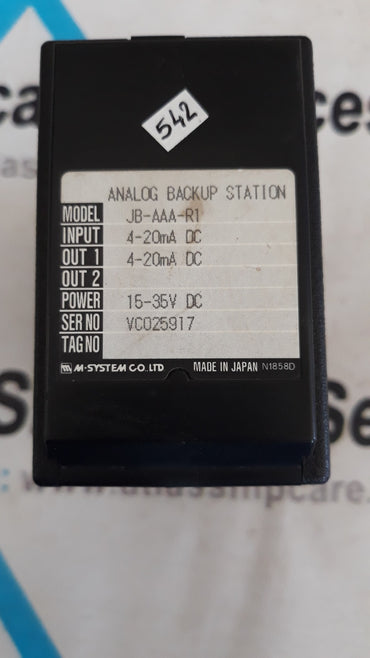 542
ANALOG BACKUP STATION
MODEL JB-AAA-R1
INPUT 4-20mA DC
OUT 1 4-20mA DC
OUT 2
POWER 15-35V DC
SER NO VC025917
TAG NO
M-SYSTEM CO.,LTD MADE IN JAPAN N1858D